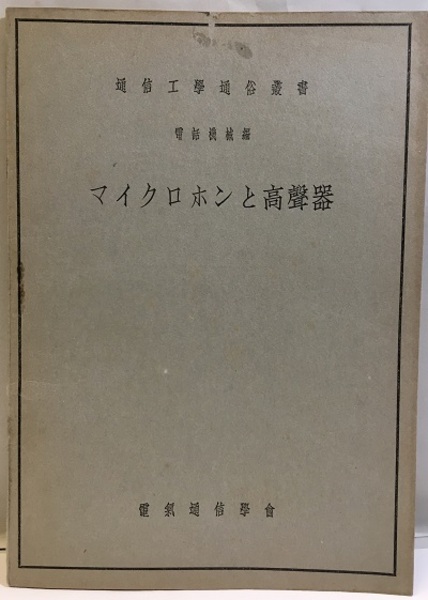 通信工學通俗叢書
電話機械編
マイクロホンと高聲器
電氣通信學會